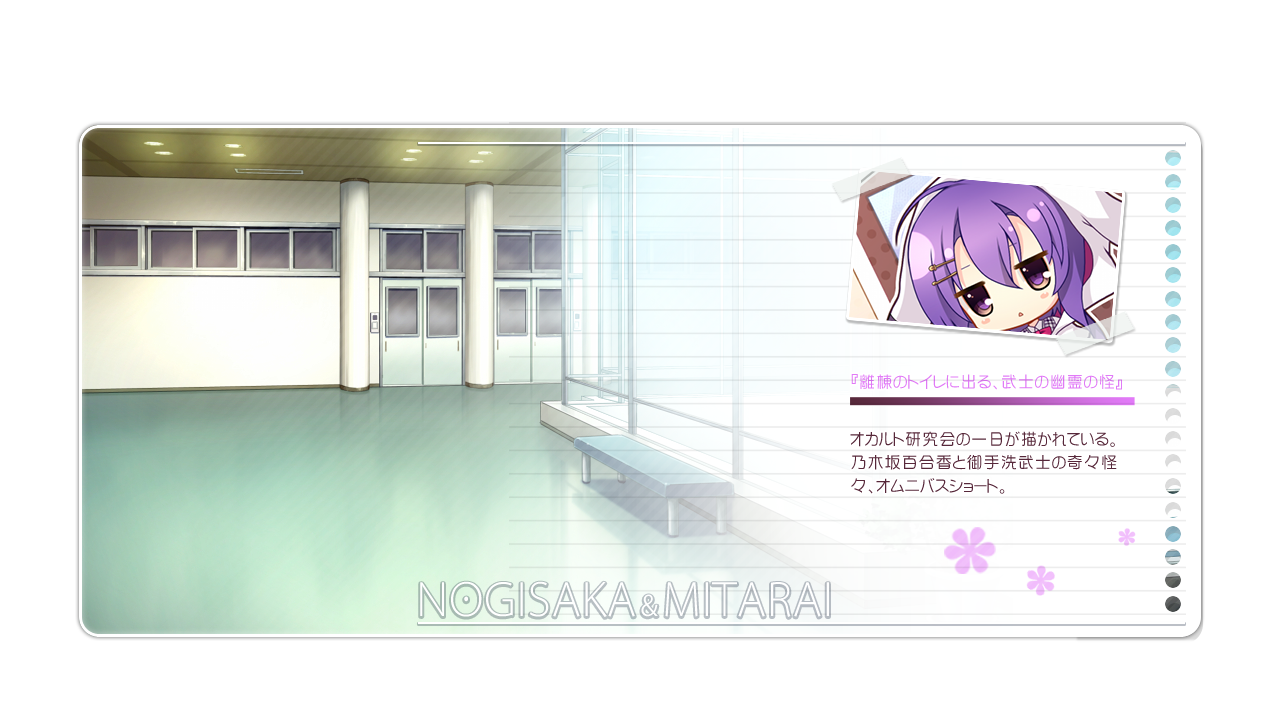 『離棟のトイレに出る、武士の幽霊の怪』
オカルト研究会の一日が描かれている。
乃木坂百合香と御手洗武士の奇々怪
々、オムニバスショート。
NOGISAKA&MITARAI